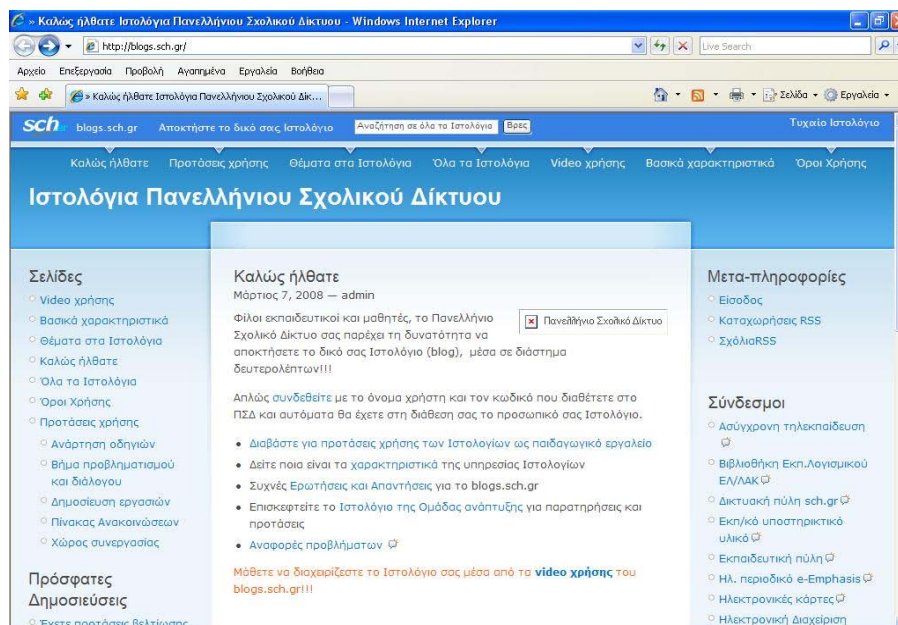 » Καλώς ήλθατε Ιστολόγια Πανελλήνιου Σχολικού Δικτύου - Windows Internet Explorer
http://blogs.sch.gr/
Live Search
Αρχείο Επεξεργασία Προβολή Αγαπημένα Εργαλεία Βοήθεια
» Καλώς ήλθατε Ιστολόγια Πανελλήνιου Σχολικού Δικ...
Σελίδα
Εργαλεία
sch blogs.sch.gr Αποκτήστε το δικό σας Ιστολόγιο Αναζήτηση σε όλα τα Ιστολόγια Βρες Τυχαίο Ιστολόγιο
Καλώς ήλθατε Προτάσεις χρήσης Θέματα στα Ιστολόγια Όλα τα Ιστολόγια Video χρήσης Βασικά χαρακτηριστικά Όροι Χρήσης
Ιστολόγια Πανελλήνιου Σχολικού Δίκτυου
Σελίδες
Video χρήσης
Βασικά χαρακτηριστικά
Θέματα στα Ιστολόγια
Καλώς ήλθατε
Όλα τα Ιστολόγια
Όροι Χρήσης
Προτάσεις χρήσης
Ανάρτηση οδηγιών
Βήμα προβληματισμού
και διάλογου
Δημοσίευση εργασιών
Πίνακας Ανακοινώσεων
Χώρος συνεργασίας
Πρόσφατες
Δημοσιεύσεις
Έχετε προτάσεις βελτίωσης
Καλώς ήλθατε
Μάρτιος 7, 2008 — admin
Φίλοι εκπαιδευτικοί και μαθητές, το Πανελλήνιο
Σχολικό Δίκτυο σας παρέχει τη δυνατότητα να
αποκτήσετε το δικό σας Ιστολόγιο (blog), μέσα σε διάστημα
δευτερολέπτων!!!
Πανελλήνιο Σχολικό Δίκτυο
Απλώς συνδεθείτε με το όνομα χρήστη και τον κωδικό που διαθέτετε στο
ΠΣΔ και αυτόματα θα έχετε στη διάθεση σας το προσωπικό σας Ιστολόγιο.
Διαβάστε για προτάσεις χρήσης των Ιστολογίων ως παιδαγωγικό εργαλείο
Δείτε ποια είναι τα χαρακτηριστικά της υπηρεσίας Ιστολογίων
Συχνές Ερωτήσεις και Απαντήσεις για το blogs.sch.gr
Επισκεφτείτε το Ιστολόγιο της Ομάδας ανάπτυξης για παρατηρήσεις και
προτάσεις
Αναφορές προβλήματων
Μάθετε να διαχειρίζεστε το Ιστολόγιο σας μέσα από τα video χρήσης του
blogs.sch.gr!!!
Μετα-πληροφορίες
Είσοδος
Καταχωρήσεις RSS
ΣχόλιαRSS
Σύνδεσμοι
Ασύγχρονη τηλεκπαίδευση
Βιβλιοθήκη Εκπ.Λογισμικού
ΕΛ/ΛΑΚ
Δικτυακή πύλη sch.gr
Εκπ/κό υποστηρικτικό
υλικό
Εκπαιδευτική πύλη
Ηλ. περιοδικό e-Emphasis
Ηλεκτρονικές κάρτες
Ηλεκτρονική Διαχείριση